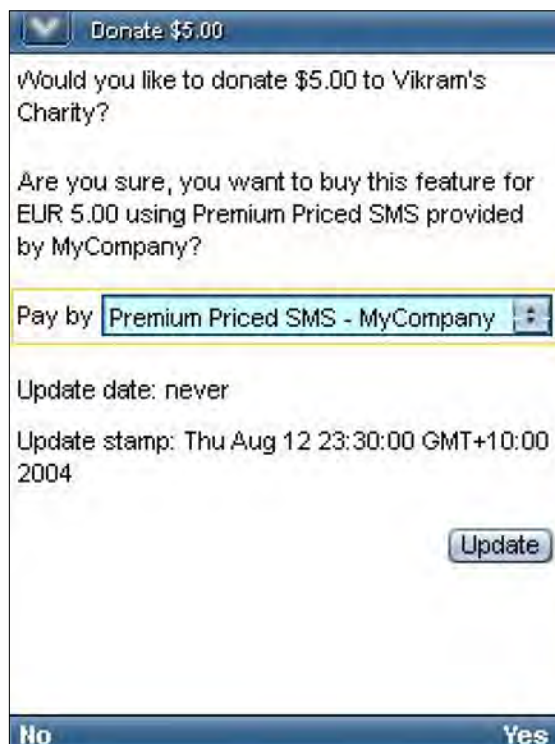 Donate $5.00
Would you like to donate $5.00 to Vikram's
Charity?
Are you sure, you want to buy this feature for
EUR 5.00 using Premium Priced SMS provided
by MyCompany?
Pay by Premium Priced SMS - MyCompany
Update date: never
Update stamp: Thu Aug 12 23:30:00 GMT+10:00
2004
Update
No Yes